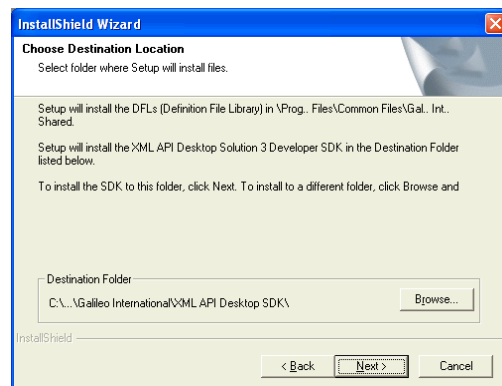 InstallShield Wizard
Choose Destination Location
Select folder where Setup will install files.
Setup will install the DFLs (Definition File Library) in \Prog.. Files\Common Files\Gal.. Int..
Shared.
Setup will install the XML API Desktop Solution 3 Developer SDK in the Destination Folder
listed below.
To install the SDK to this folder, click Next. To install to a different folder, click Browse and
Destination Folder
C:\...\Galileo International\XML API Desktop SDK\
Browse...
InstallShield
< Back
Next >
Cancel